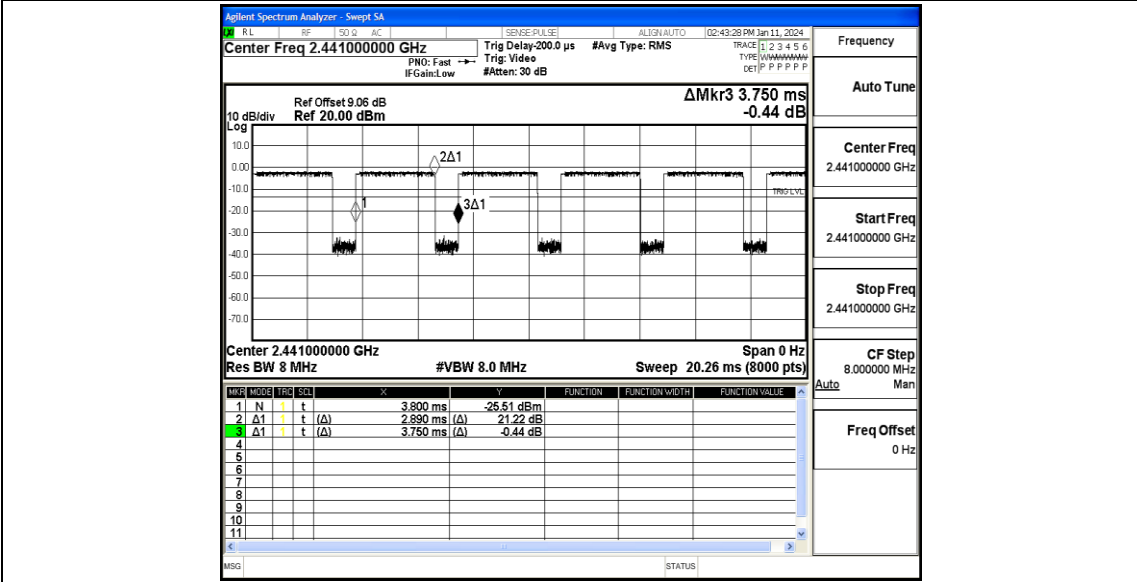 Agilent Spectrum Analyzer - Swept SA
RL RF 50 Ω AC SENSE:PULSE ALIGN AUTO 02:43:28 PM Jan 11, 2024
Center Freq 2.441000000 GHz
PNO: Fast
IFGain:Low
Trig Delay-200.0 µs
Trig: Video
#Atten: 30 dB
#Avg Type: RMS
TRACE 1 2 3 4 5 6
TYPE
DET P P P P P P
Ref Offset 9.06 dB
10 dB/div Ref 20.00 dBm
Log
ΔMkr3 3.750 ms
-0.44 dB
10.0
0.00
-10.0
-20.0
-30.0
-40.0
-50.0
-60.0
-70.0
2Δ1
1
3Δ1
TRIG LVL
Center 2.441000000 GHz Span 0 Hz
Res BW 8 MHz #VBW 8.0 MHz Sweep 20.26 ms (8000 pts)
MKR MODE TRC SCL X Y FUNCTION FUNCTION WIDTH FUNCTION VALUE
1 N 1 t 3.800 ms -25.51 dBm
2 Δ1 1 t (Δ) 2.890 ms (Δ) 21.22 dB
3 Δ1 1 t (Δ) 3.750 ms (Δ) -0.44 dB
4
5
6
7
8
9
10
11
MSG STATUS
Frequency
Auto Tune
Center Freq
2.441000000 GHz
Start Freq
2.441000000 GHz
Stop Freq
2.441000000 GHz
CF Step
8.000000 MHz
Auto Man
Freq Offset
0 Hz